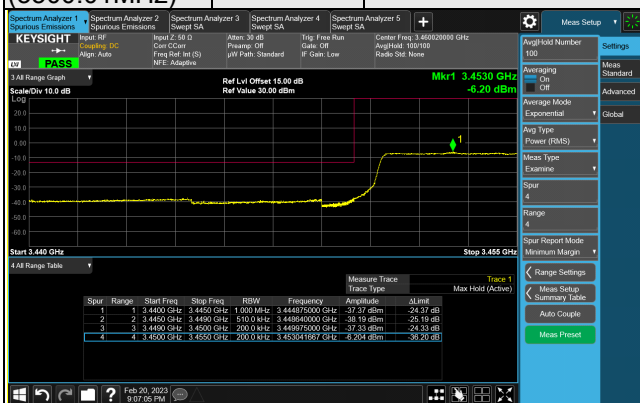 (3500.01MHz)
Spectrum Analyzer 1 Spectrum Analyzer 2 Spectrum Analyzer 3 Spectrum Analyzer 4 Spectrum Analyzer 5
Spurious Emissions Spurious Emissions Swept SA Swept SA Swept SA
Meas Setup
KEYSIGHT Input: RF Input Z: 50 Ω Atten: 30 dB Trig: Free Run Center Freq: 3.460020000 GHz
Coupling: DC Corr CCorr Preamp: Off Gate: Off Avg|Hold: 100/100
Align: Auto Freq Ref: Int (S) µW Path: Standard IF Gain: Low Radio Std: None
NFE: Adaptive
LXI PASS
3 All Range Graph
Ref Lvl Offset 15.00 dB Mkr1 3.4530 GHz
Scale/Div 10.0 dB Ref Value 30.00 dBm -6.20 dBm
Log
20.0
10.0
0.00
-10.0
-20.0
-30.0
-40.0
-50.0
-60.0
1
Start 3.440 GHz Stop 3.455 GHz
4 All Range Table
Measure Trace Trace 1
Trace Type Max Hold (Active)
Spur Range Start Freq Stop Freq RBW Frequency Amplitude ΔLimit
1 1 3.4400 GHz 3.4450 GHz 1.000 MHz 3.444875000 GHz -37.37 dBm -24.37 dB
2 2 3.4450 GHz 3.4490 GHz 510.0 kHz 3.448640000 GHz -38.19 dBm -25.19 dB
3 3 3.4490 GHz 3.4500 GHz 200.0 kHz 3.449975000 GHz -37.33 dBm -24.33 dB
4 4 3.4500 GHz 3.4550 GHz 200.0 kHz 3.453041667 GHz -6.204 dBm -36.20 dB
Avg|Hold Number
100
Averaging
On
Off
Average Mode
Exponential
Avg Type
Power (RMS)
Meas Type
Examine
Spur
4
Range
4
Spur Report Mode
Minimum Margin
Range Settings
Meas Setup
Summary Table
Auto Couple
Meas Preset
Settings
Meas
Standard
Advanced
Global
Feb 20, 2023
9:07:05 PM